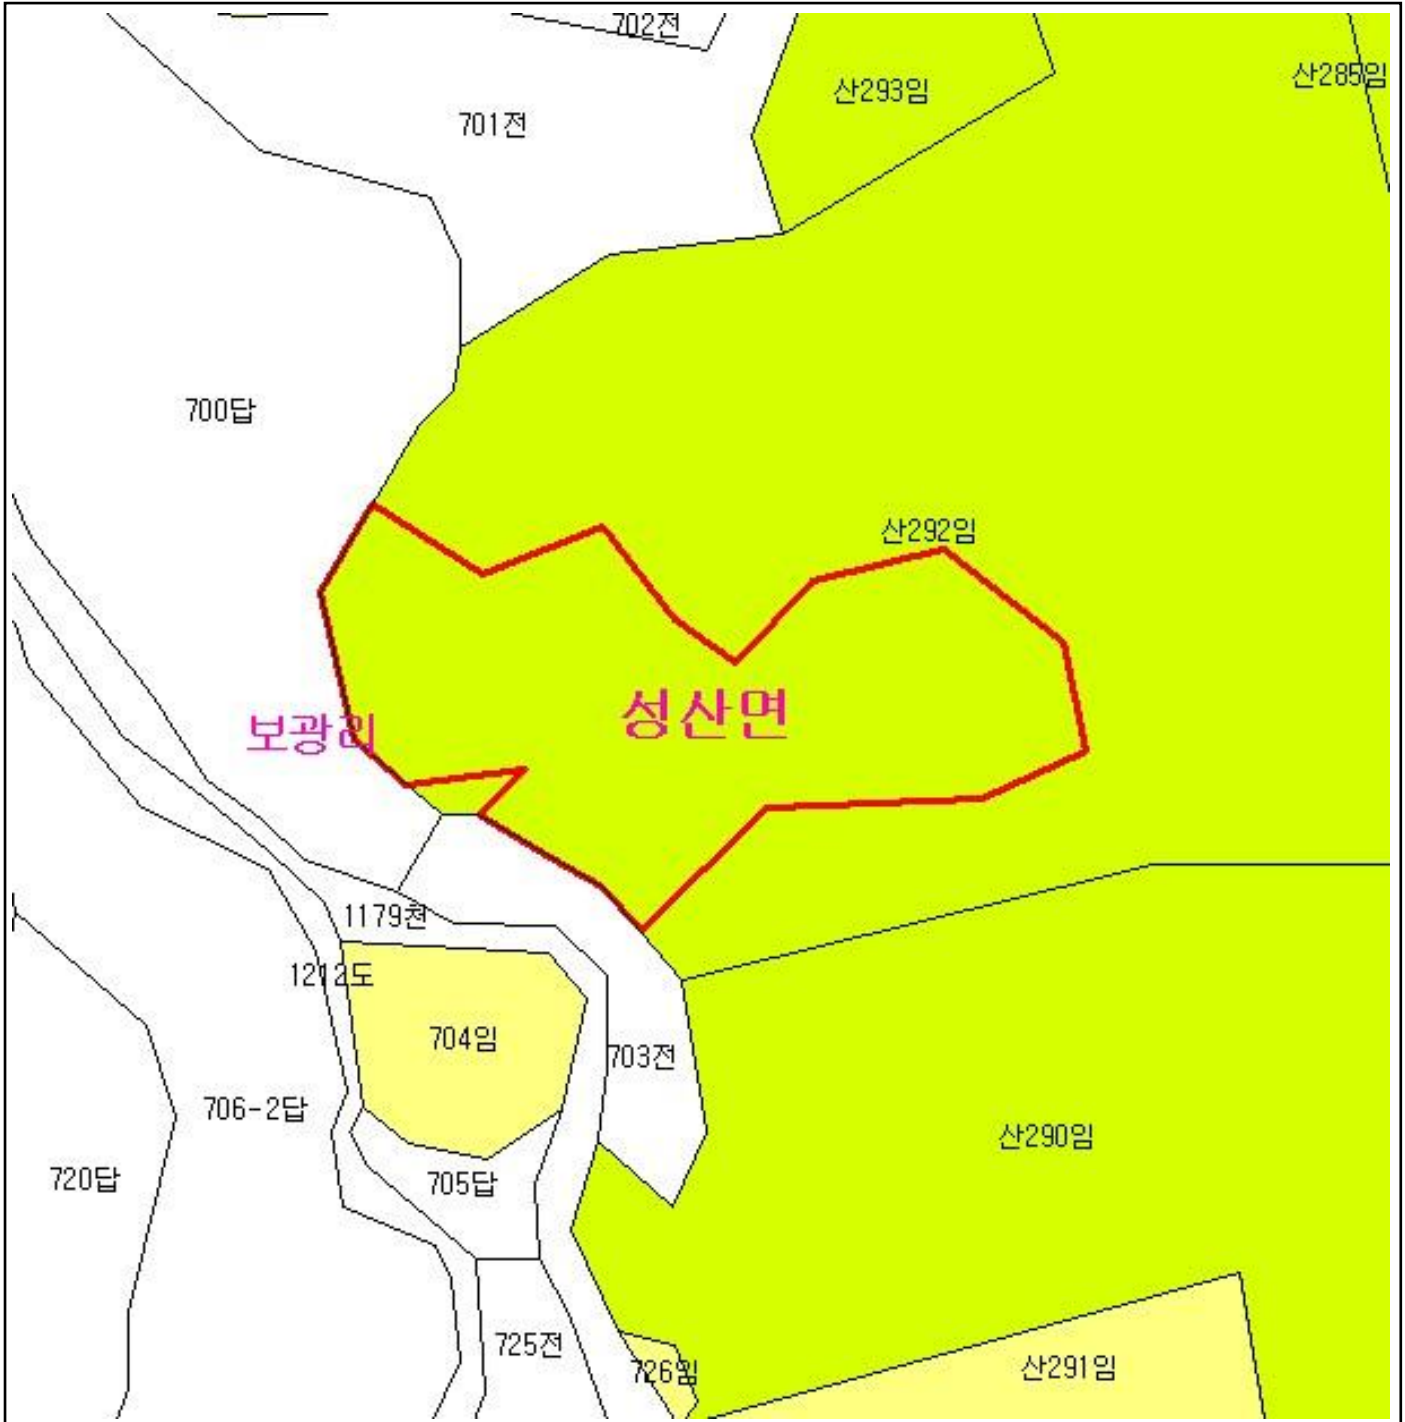 702전
산293임
산285임
701전
700답
산292임
성산면
보광리
1179천
1212도
704임
703전
706-2답
산290임
720답
705답
725전
726임
산291임